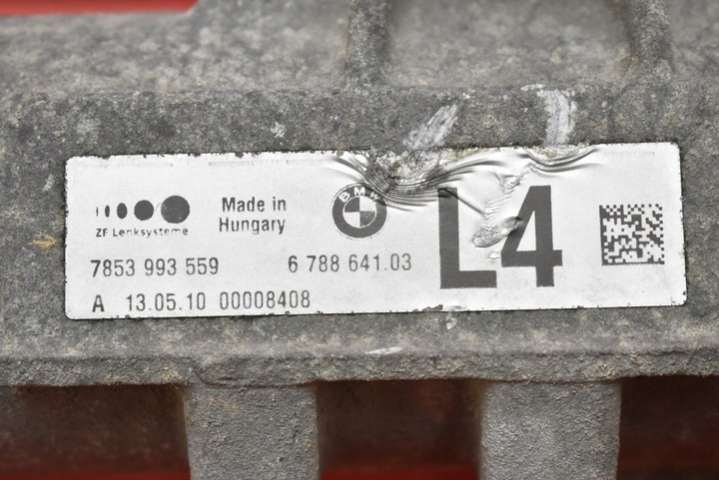 ZF Lenksysteme
Made in
Hungary
BMW
L4
7853 993 559
6 788 641.03
A 13.05.10 00008408